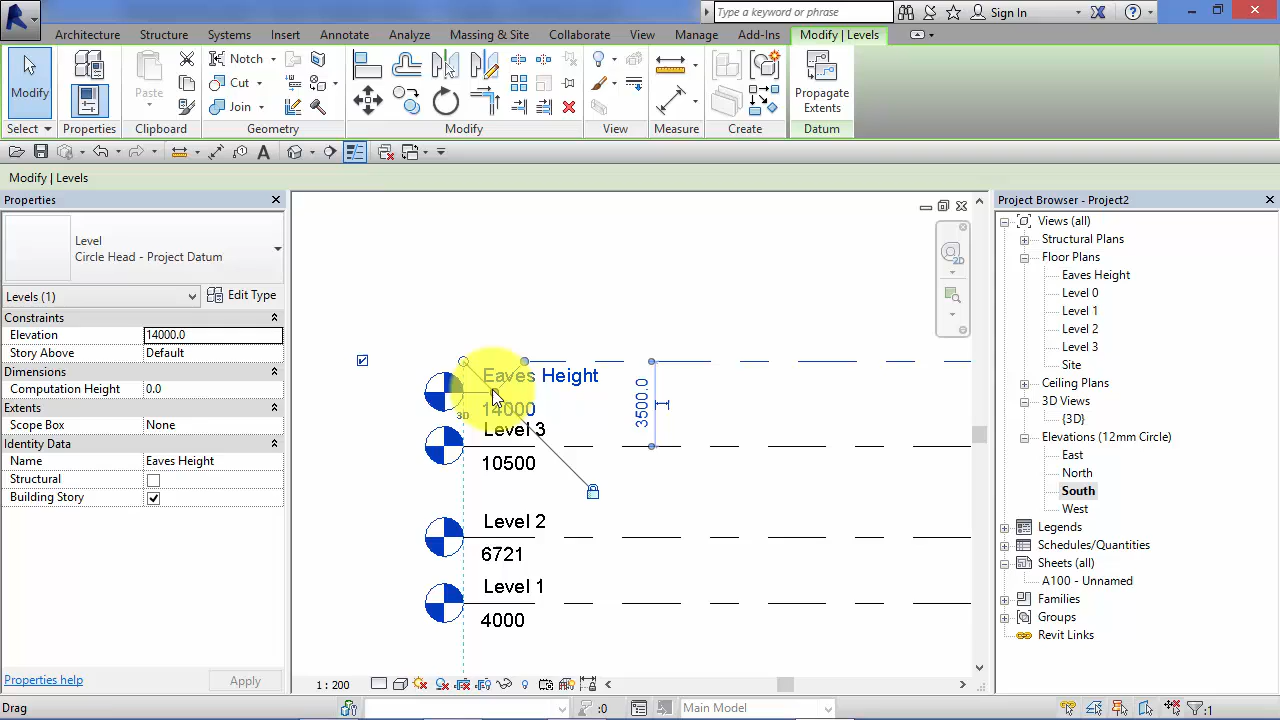 Type a keyword or phrase
Sign In
Architecture Structure Systems Insert Annotate Analyze Massing & Site Collaborate View Manage Add-Ins Modify | Levels
Modify
Paste
Notch
Cut
Join
Propagate
Extents
Select Properties Clipboard Geometry Modify View Measure Create Datum
Modify | Levels
Properties
Level
Circle Head - Project Datum
Levels (1)
Edit Type
Constraints
Elevation 14000.0
Story Above Default
Dimensions
Computation Height 0.0
Extents
Scope Box None
Identity Data
Name Eaves Height
Structural
Building Story
Properties help
Apply
2D
Eaves Height
14000
3D
3500.0
Level 3
10500
Level 2
6721
Level 1
4000
1 : 200
Project Browser - Project2
Views (all)
Structural Plans
Floor Plans
Eaves Height
Level 0
Level 1
Level 2
Level 3
Site
Ceiling Plans
3D Views
{3D}
Elevations (12mm Circle)
East
North
South
West
Legends
Schedules/Quantities
Sheets (all)
A100 - Unnamed
Families
Groups
Revit Links
Drag
:0
Main Model
:1